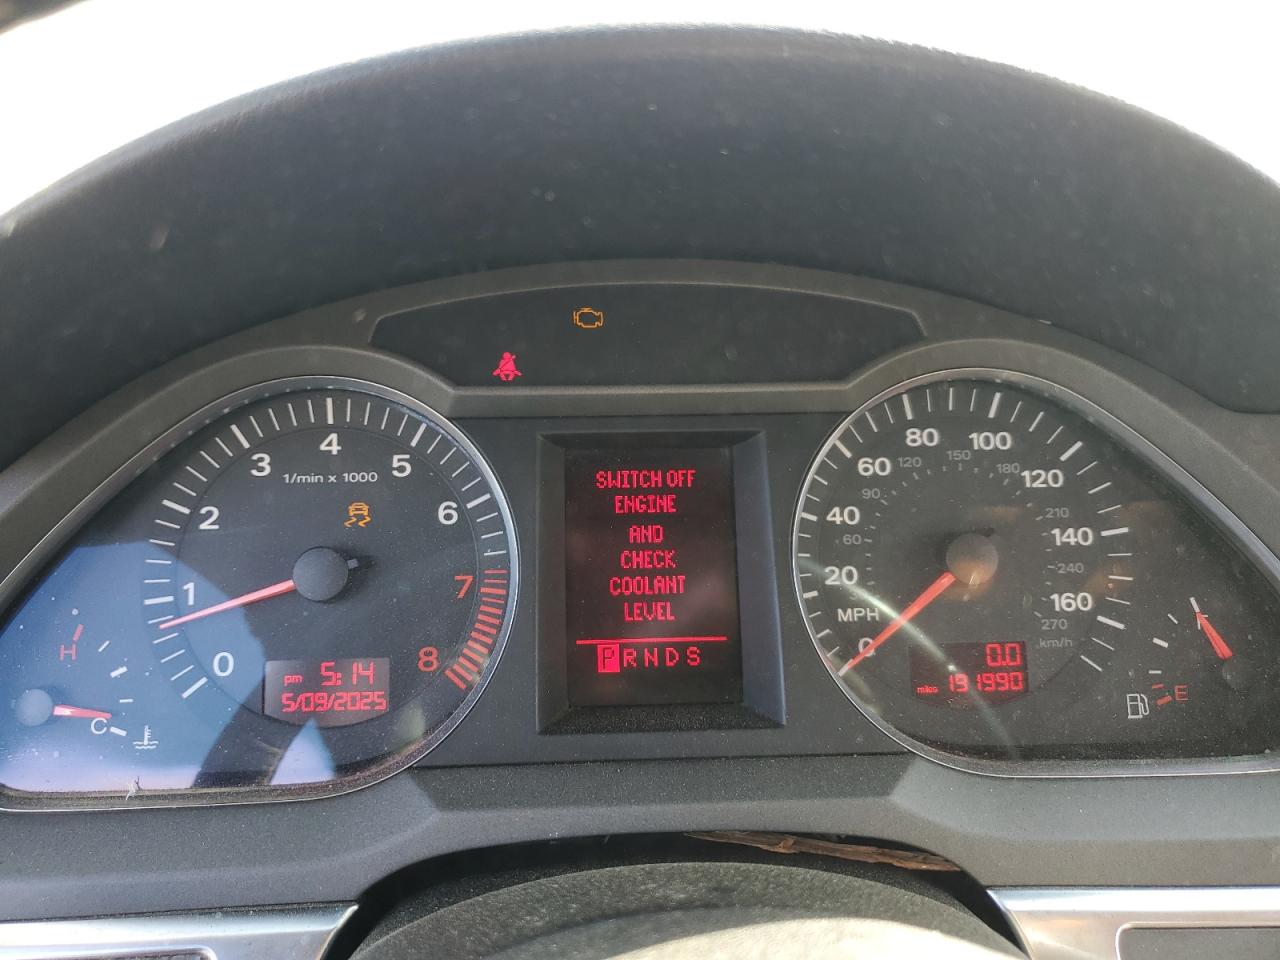 4
3
5
1/min x 1000
2
6
1
7
0
8
pm 5:14
5/09/2025
H
C
SWITCH OFF
ENGINE
AND
CHECK
COOLANT
LEVEL
PRNDS
80
100
60
120
150
180
120
90
40
210
140
60
20
240
160
MPH
270
km/h
0
0.0
miles 191990
E